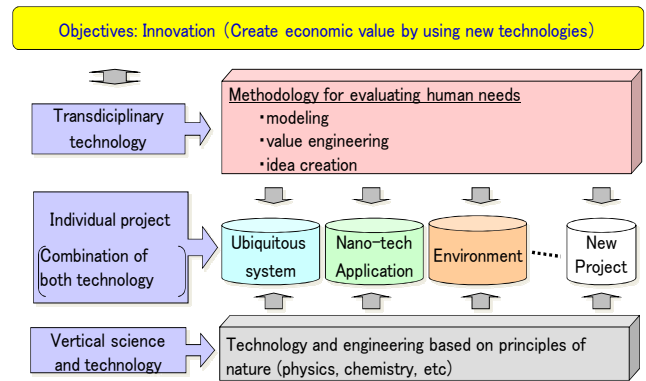 Objectives: Innovation (Create economic value by using new technologies)
Transdiciplinary
technology
Methodology for evaluating human needs
・modeling
・value engineering
・idea creation
Individual project
Combination of
both technology
Ubiquitous
system
Nano-tech
Application
Environment
New
Project
Vertical science
and technology
Technology and engineering based on principles of
nature (physics, chemistry, etc)